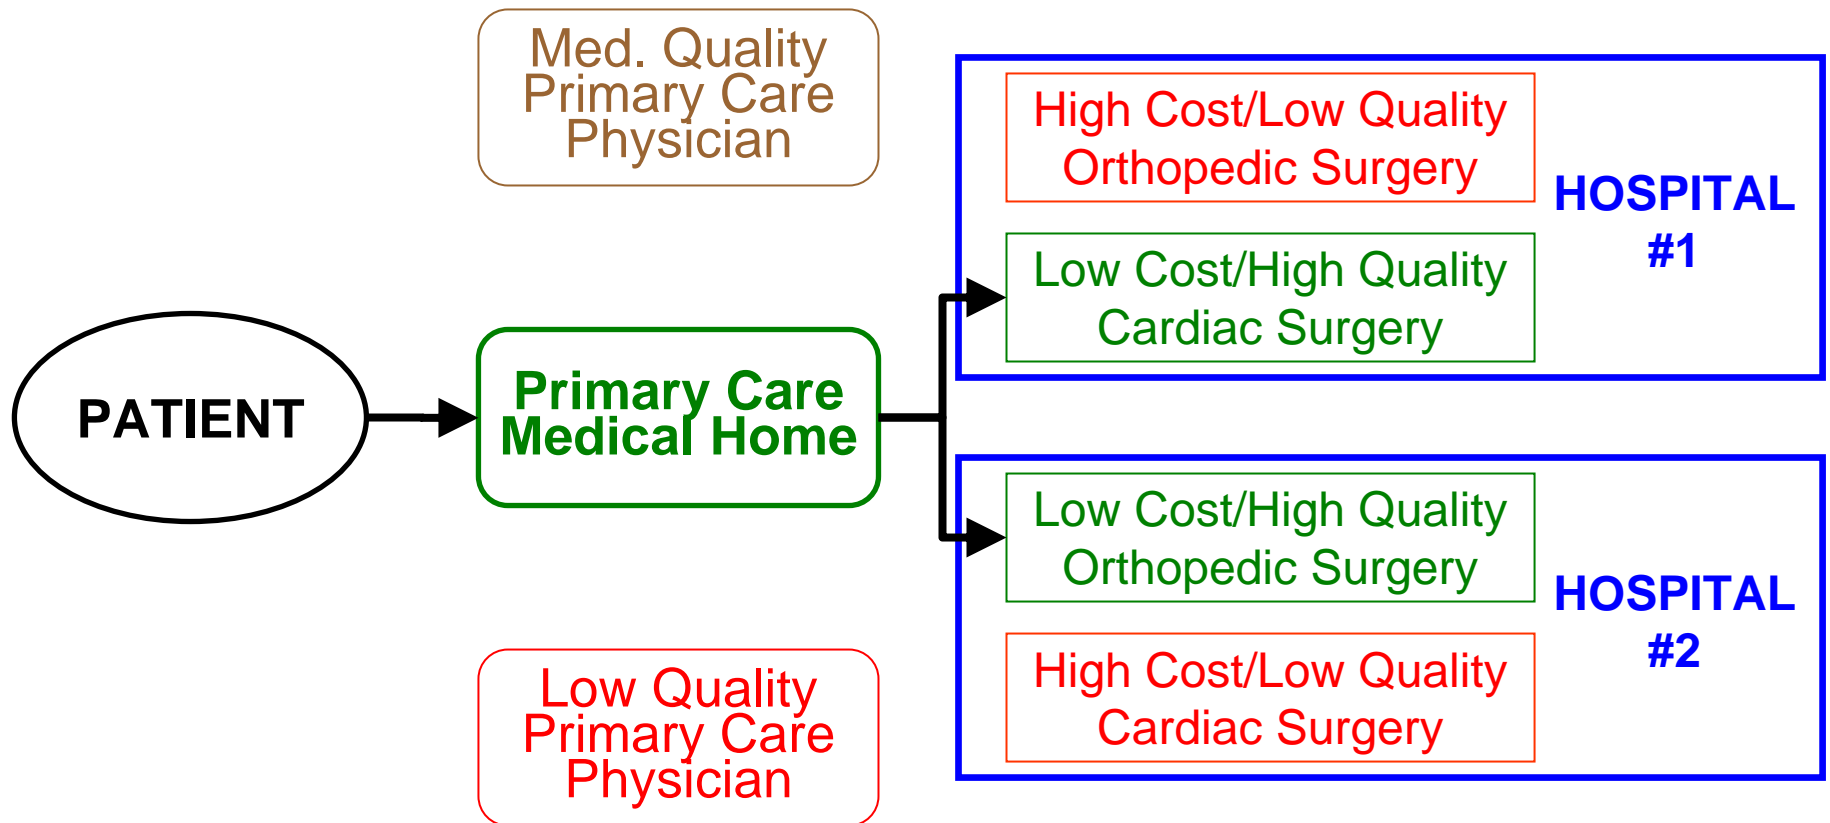 Med. Quality
Primary Care
Physician
High Cost/Low Quality
Orthopedic Surgery
HOSPITAL
#1
Low Cost/High Quality
Cardiac Surgery
PATIENT
Primary Care
Medical Home
Low Cost/High Quality
Orthopedic Surgery
HOSPITAL
#2
High Cost/Low Quality
Cardiac Surgery
Low Quality
Primary Care
Physician